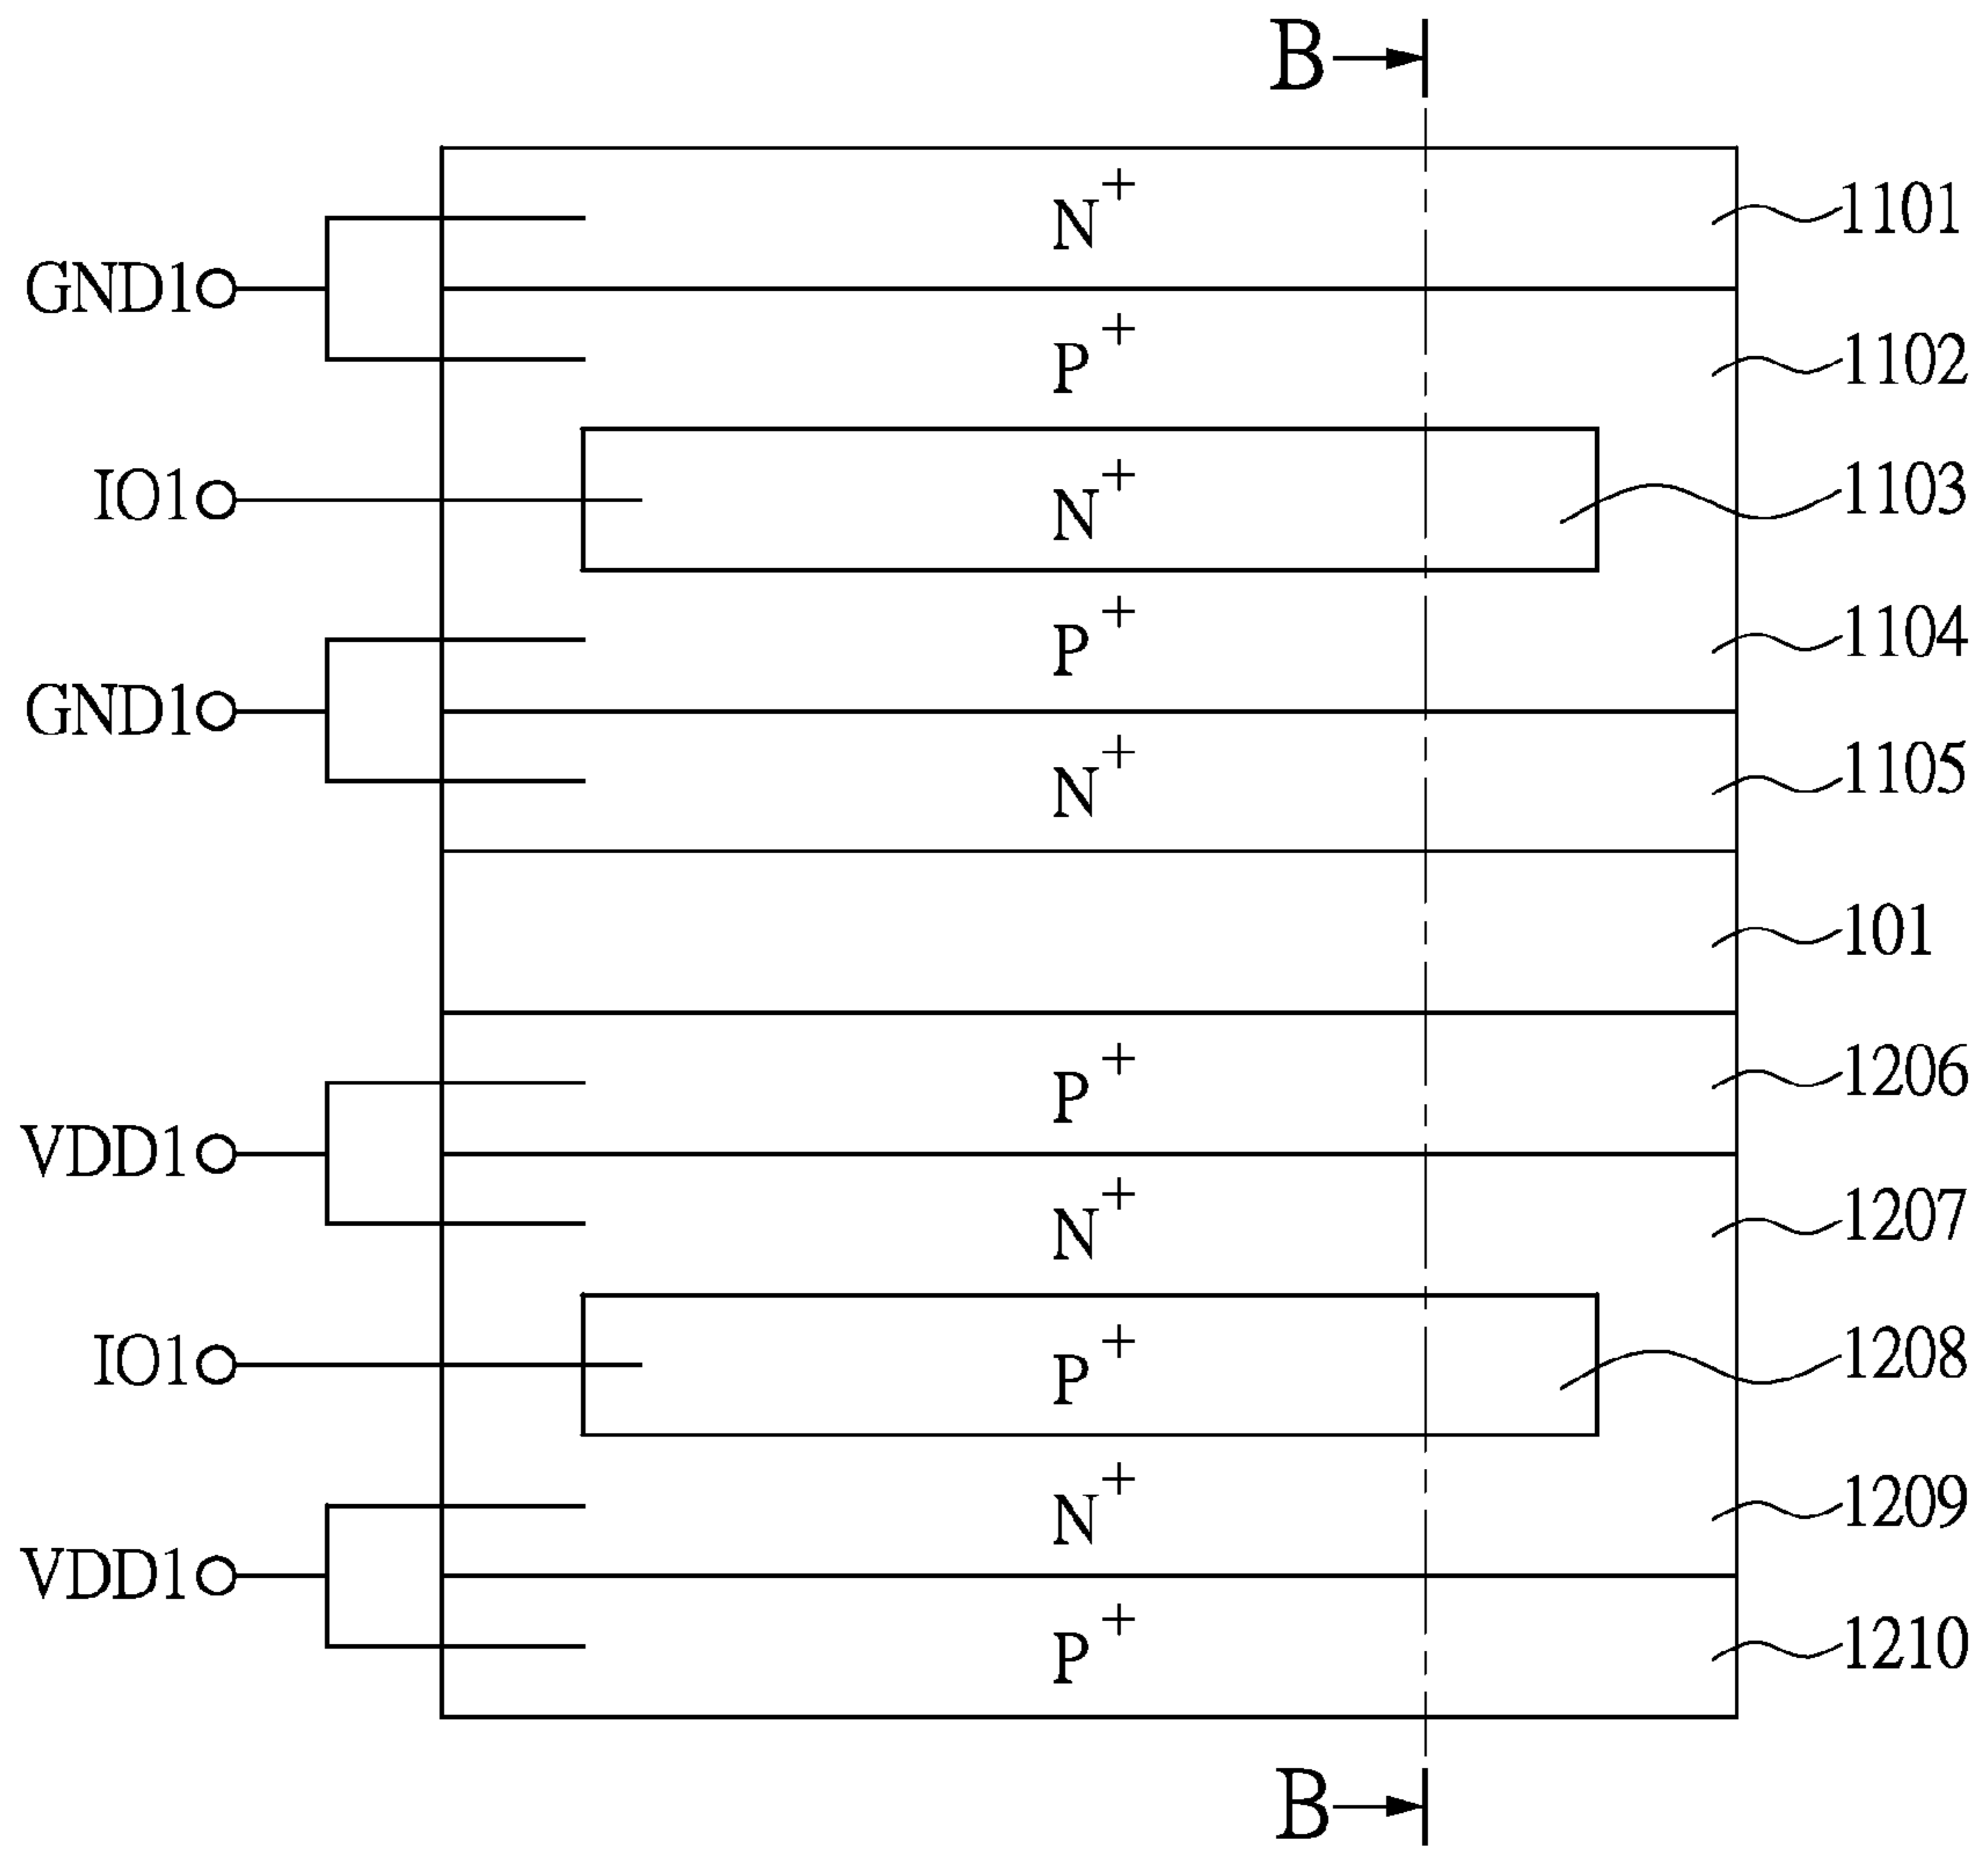 B
N+ 1101
GND1
P+ 1102
IO1 N+ 1103
P+ 1104
GND1
N+ 1105
101
P+ 1206
VDD1
N+ 1207
IO1 P+ 1208
N+ 1209
VDD1
P+ 1210
B